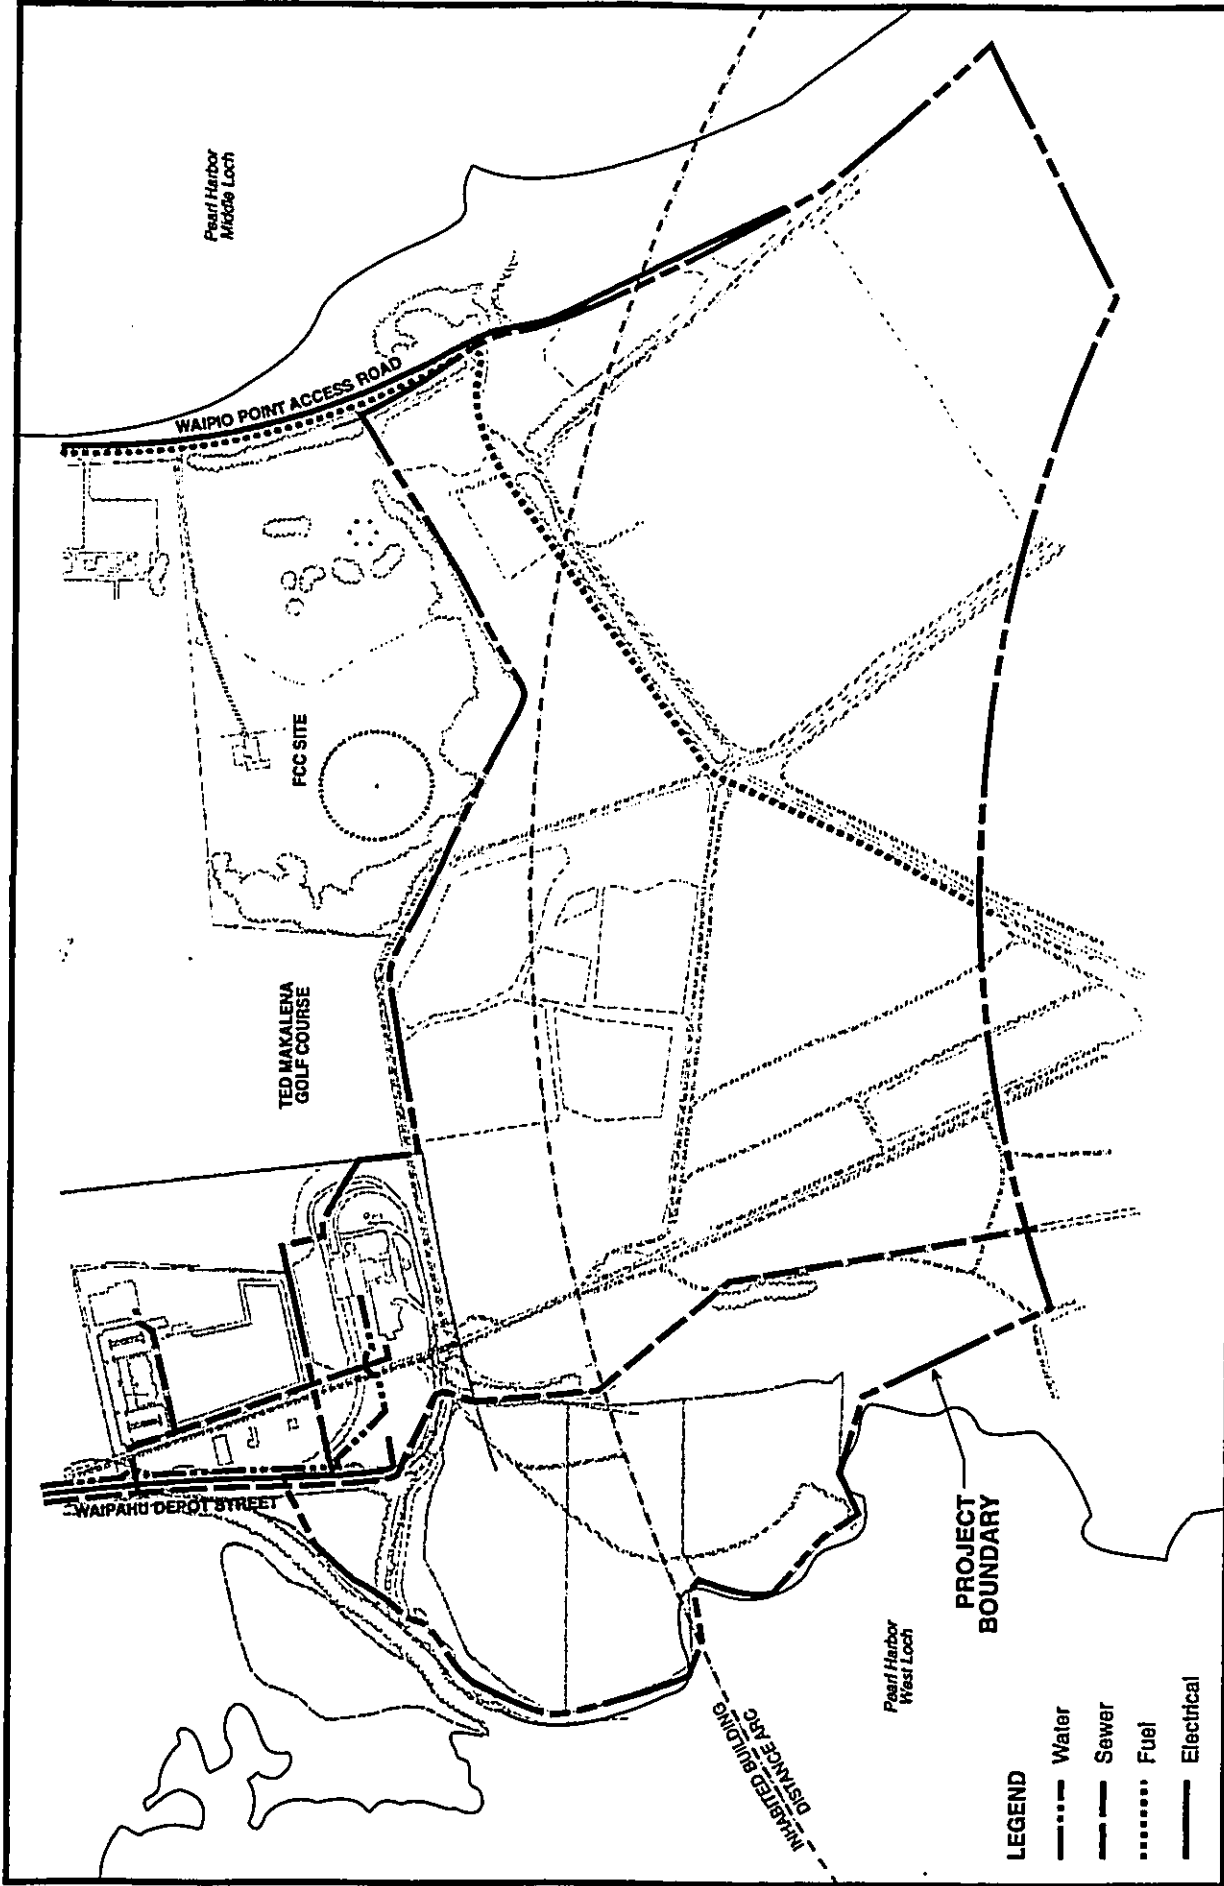 Pearl Harbor
Middle Loch
WAIPIO POINT ACCESS ROAD
FCC SITE
TED MAKALENA
GOLF COURSE
WAIPAHU DEPOT STREET
PROJECT
BOUNDARY
Pearl Harbor
West Loch
INHABITED BUILDING
DISTANCE ARC
LEGEND
Water
Sewer
Fuel
Electrical